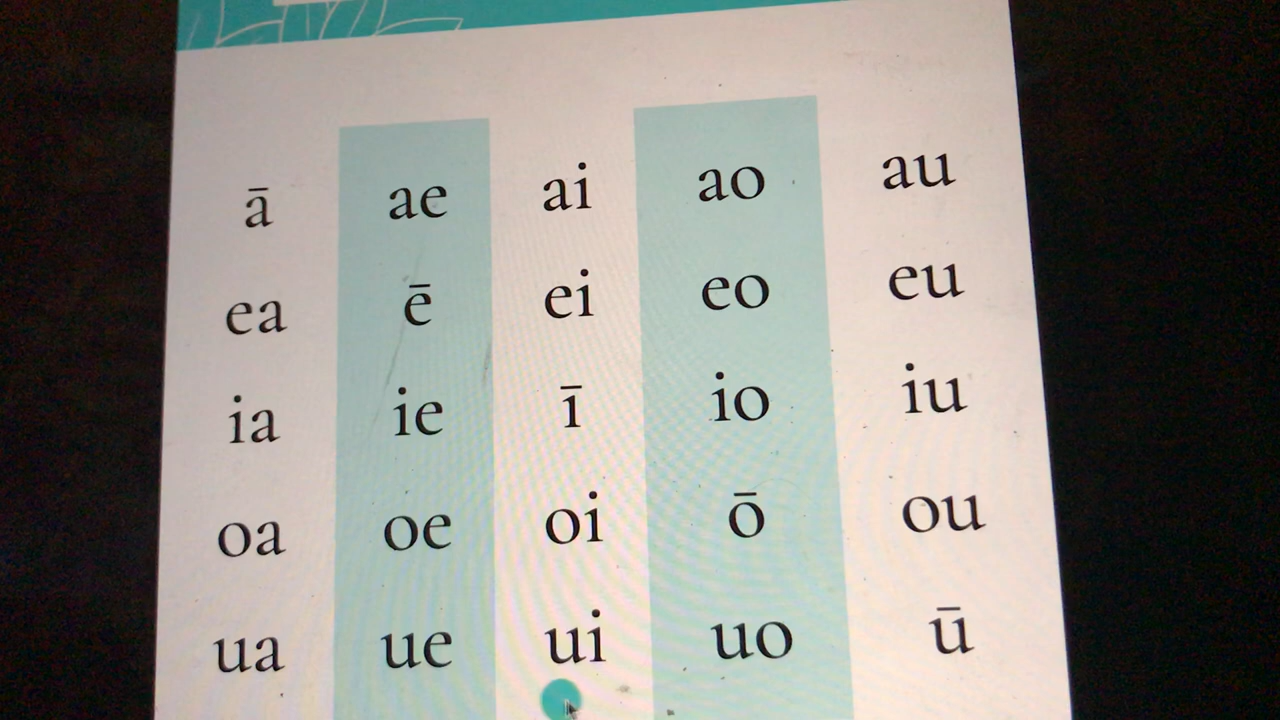 ā ae ai ao au
ea ē ei eo eu
ia ie ī io iu
oa oe oi ō ou
ua ue ui uo ū